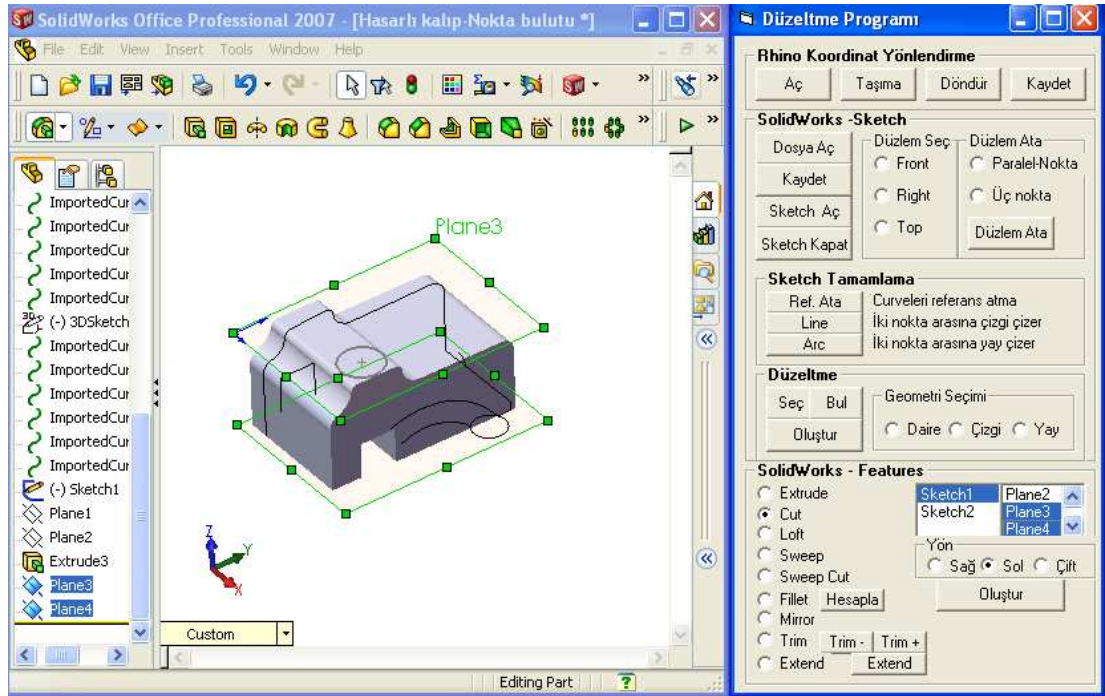 SolidWorks Office Professional 2007 - [Hasarlı kalıp-Nokta bulutu *]
File Edit View Insert Tools Window Help
ImportedCur
ImportedCur
ImportedCur
ImportedCur
ImportedCur
(-) 3DSketch
ImportedCur
ImportedCur
ImportedCur
ImportedCur
ImportedCur
ImportedCur
(-) Sketch1
Plane1
Plane2
Extrude3
Plane3
Plane4
Plane3
Z
Y
X
Custom
Editing Part
Düzeltme Programı
Rhino Koordinat Yönlendirme
Aç Taşıma Döndür Kaydet
SolidWorks -Sketch
Dosya Aç
Kaydet
Sketch Aç
Sketch Kapat
Düzlem Seç
Front
Right
Top
Düzlem Ata
Paralel-Nokta
Üç nokta
Düzlem Ata
Sketch Tamamlama
Ref. Ata Curveleri referans atma
Line İki nokta arasına çizgi çizer
Arc İki nokta arasına yay çizer
Düzeltme
Seç Bul
Oluştur
Geometri Seçimi
Daire Çizgi Yay
SolidWorks - Features
Extrude
Cut
Loft
Sweep
Sweep Cut
Fillet Hesapla
Mirror
Trim Trim - Trim +
Extend Extend
Sketch1
Sketch2
Plane2
Plane3
Plane4
Yön
Sağ Sol Çift
Oluştur